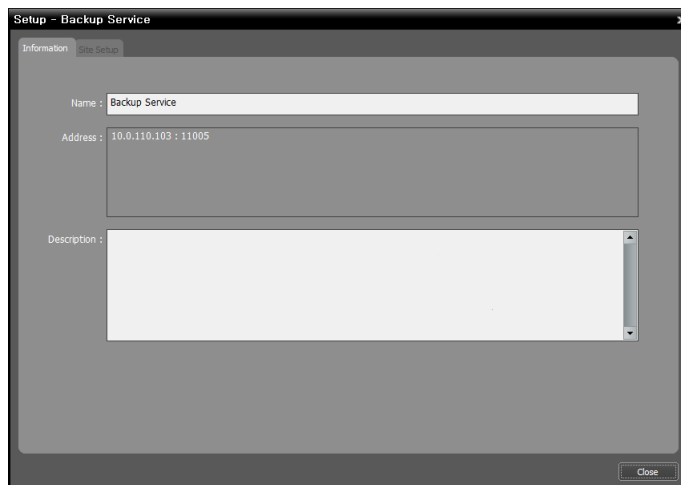 Setup - Backup Service
Information Site Setup
Name : Backup Service
Address : 10.0.110.103 : 11005
Description :
Close